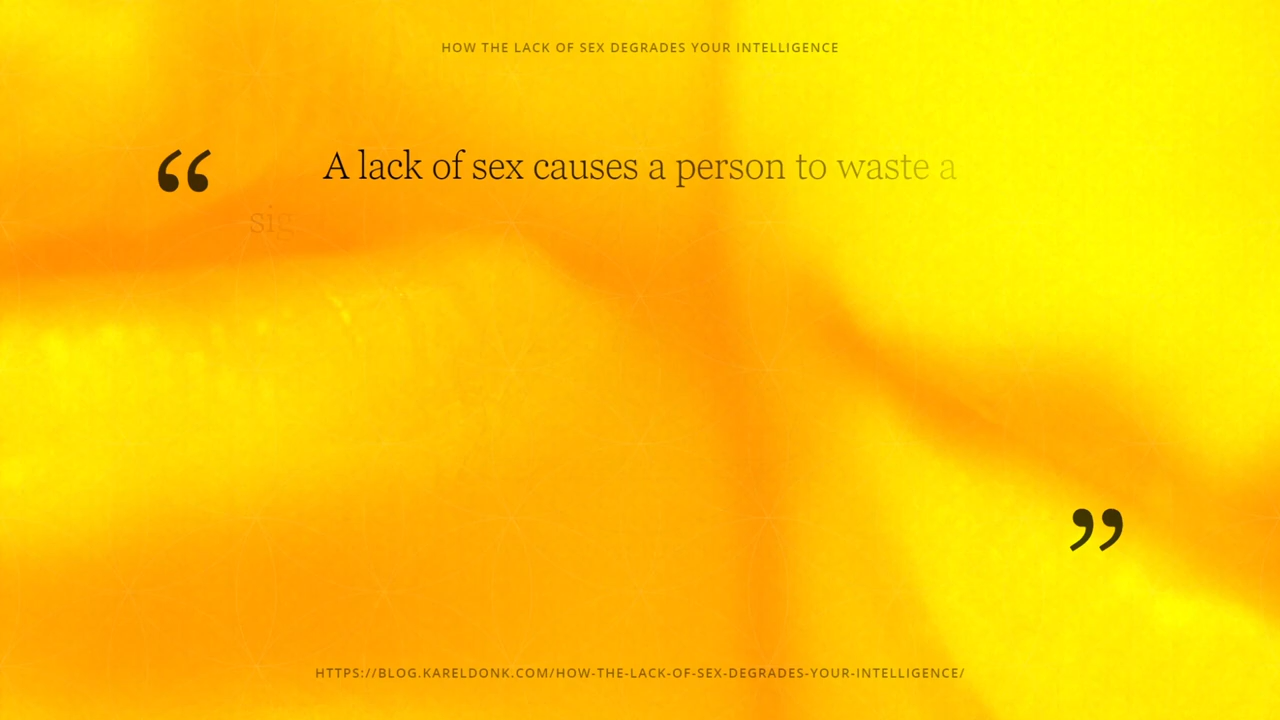 HOW THE LACK OF SEX DEGRADES YOUR INTELLIGENCE
“ A lack of sex causes a person to waste a
sig
”
HTTPS://BLOG.KARELDONK.COM/HOW-THE-LACK-OF-SEX-DEGRADES-YOUR-INTELLIGENCE/